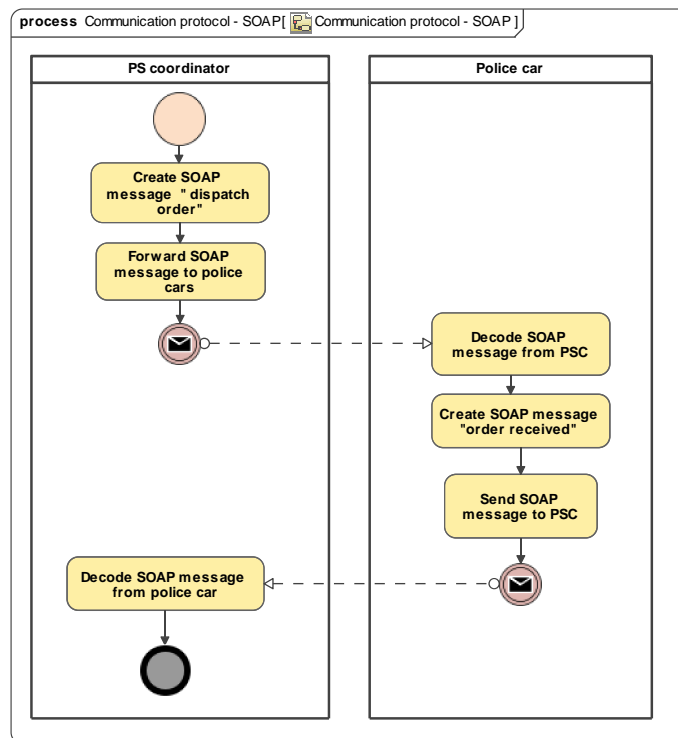 process Communication protocol - SOAP[ Communication protocol - SOAP ]
PS coordinator
Police car
Create SOAP
message " dispatch
order"
Forward SOAP
message to police
cars
Decode SOAP
message from PSC
Create SOAP message
"order received"
Send SOAP
message to PSC
Decode SOAP message
from police car